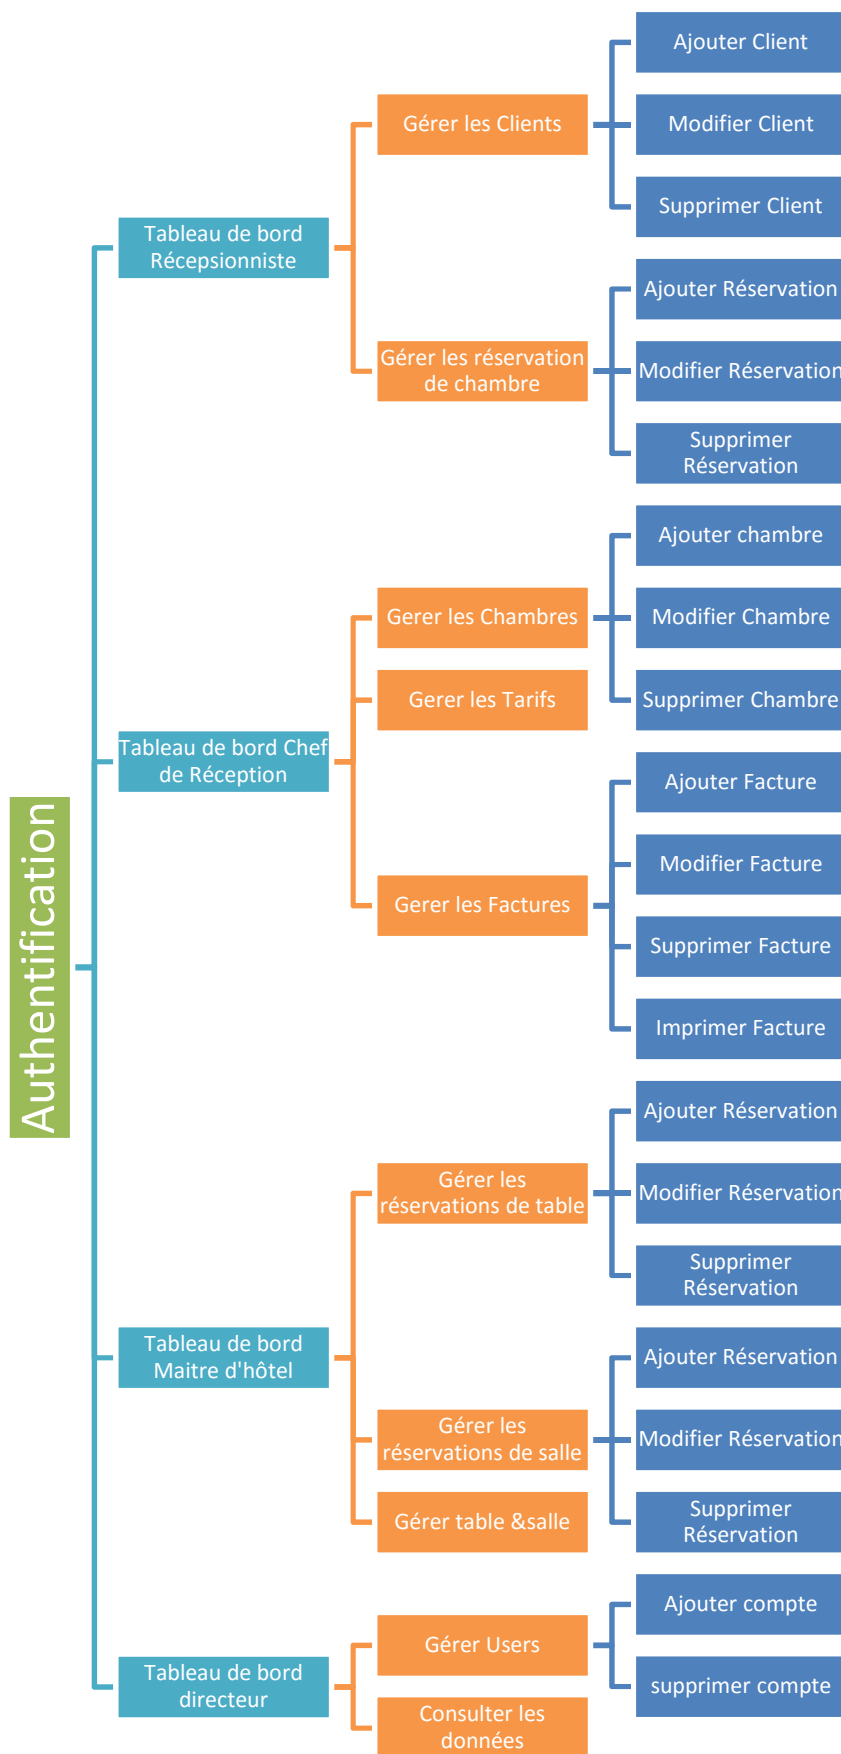 Authentification
Tableau de bord
Récepsionniste
Gérer les Clients
Ajouter Client
Modifier Client
Supprimer Client
Gérer les réservation
de chambre
Ajouter Réservation
Modifier Réservation
Supprimer
Réservation
Tableau de bord Chef
de Réception
Gerer les Chambres
Ajouter chambre
Modifier Chambre
Supprimer Chambre
Gerer les Tarifs
Gerer les Factures
Ajouter Facture
Modifier Facture
Supprimer Facture
Imprimer Facture
Tableau de bord
Maitre d'hôtel
Gérer les
réservations de table
Ajouter Réservation
Modifier Réservation
Supprimer
Réservation
Gérer les
réservations de salle
Ajouter Réservation
Modifier Réservation
Supprimer
Réservation
Gérer table &salle
Tableau de bord
directeur
Gérer Users
Ajouter compte
supprimer compte
Consulter les
données